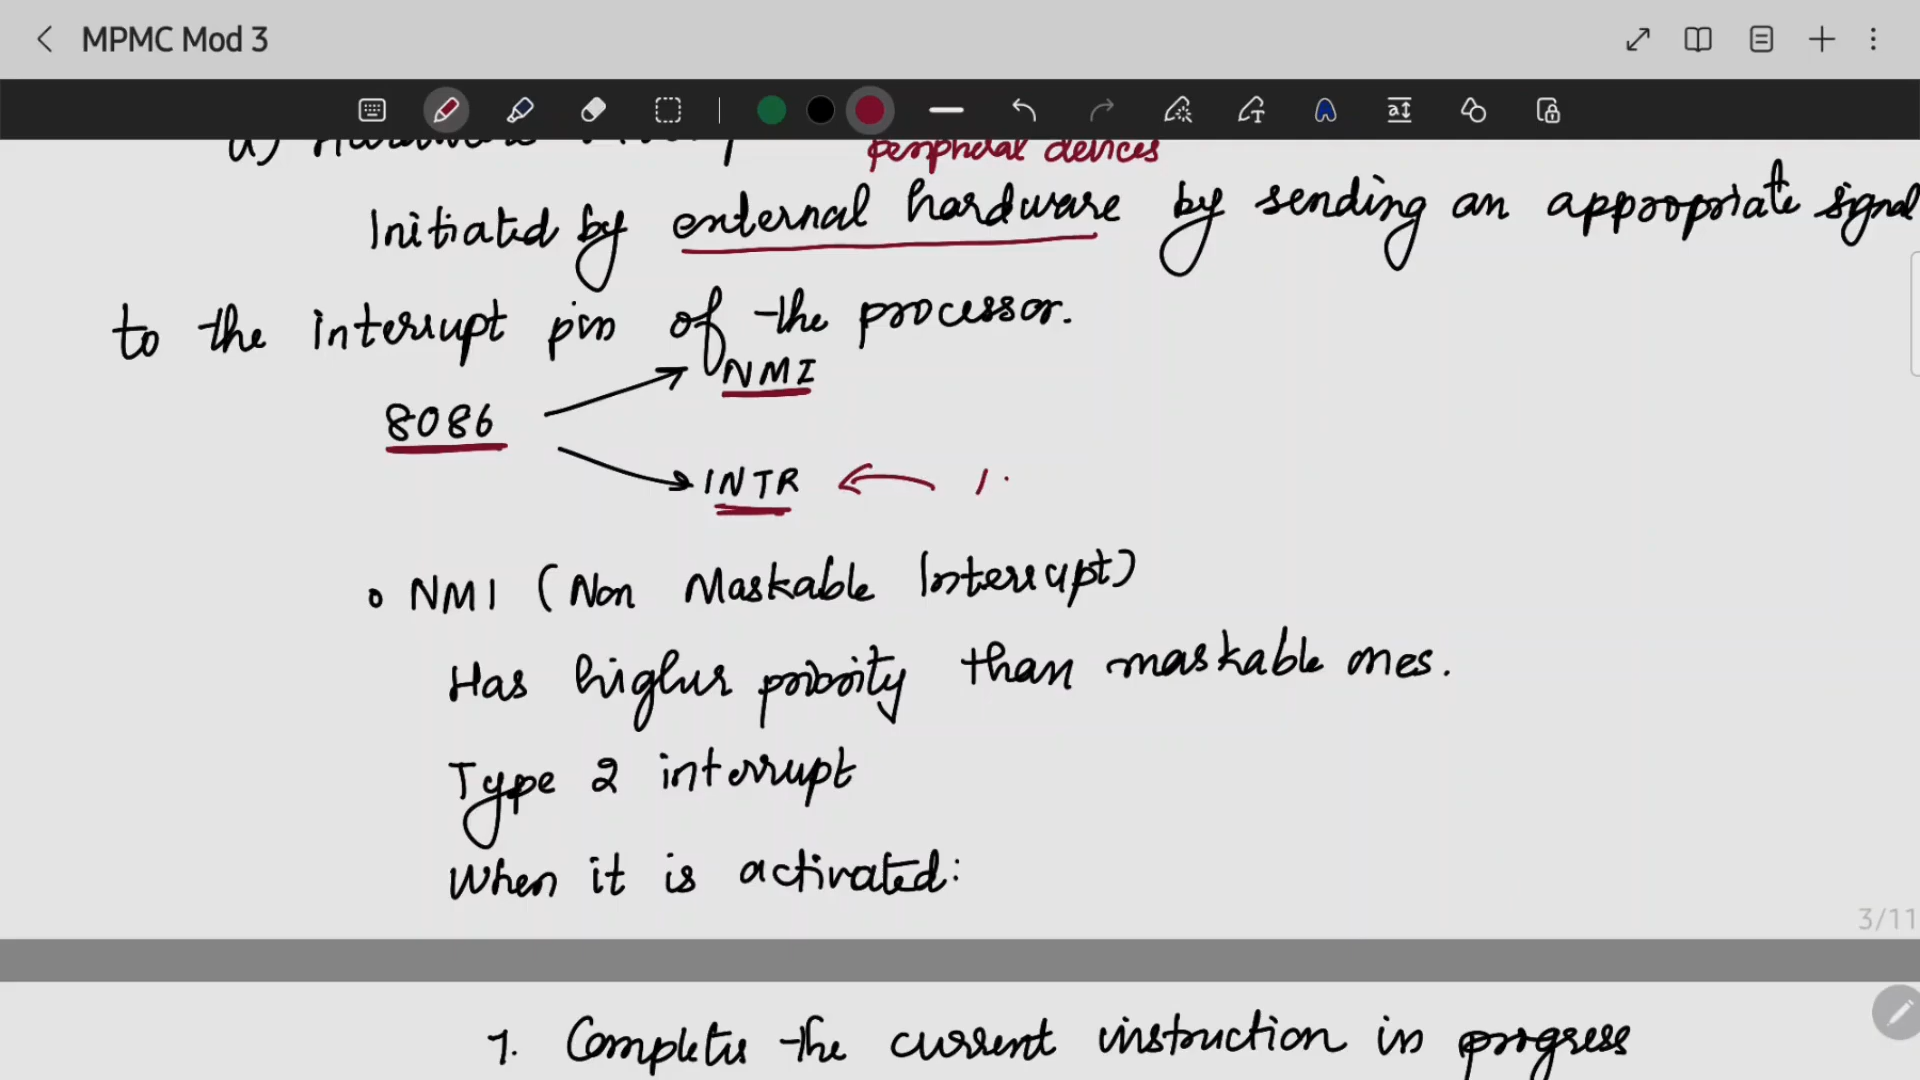 MPMC Mod 3
a) Hardware
peripheral devices
Initiated by external hardware by sending an appropriate signal
to the interrupt pin of the processor.
NMI
8086
INTR
• NMI (Non Maskable Interrupt)
Has higher priority than maskable ones.
Type 2 interrupt
When it is activated:
3/11
1. Completes the current instruction in progress